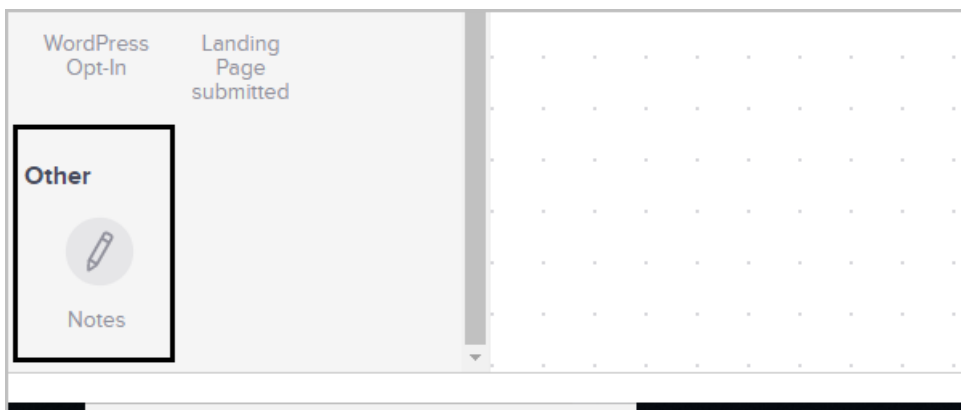 WordPress
Opt-In
Landing
Page
submitted
Other
Notes